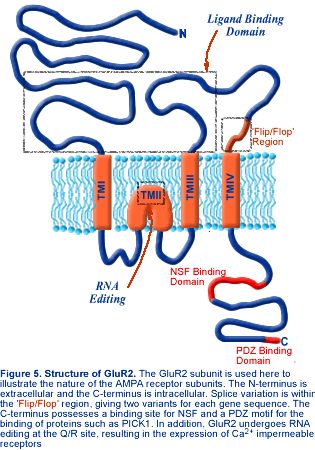 N
Ligand Binding
Domain
'Flip/Flop'
Region
TMI
TMII
TMIII
TMIV
RNA
Editing
NSF Binding
Domain
C
PDZ Binding
Domain
Figure 5. Structure of GluR2. The GluR2 subunit is used here to
illustrate the nature of the AMPA receptor subunits. The N-terminus is
extracellular and the C-terminus is intracellular. Splice variation is within
the 'Flip/Flop' region, giving two variants for each gene sequence. The
C-terminus possesses a binding site for NSF and a PDZ motif for the
binding of proteins such as PICK1. In addition, GluR2 undergoes RNA
editing at the Q/R site, resulting in the expression of Ca2+ impermeable
receptors